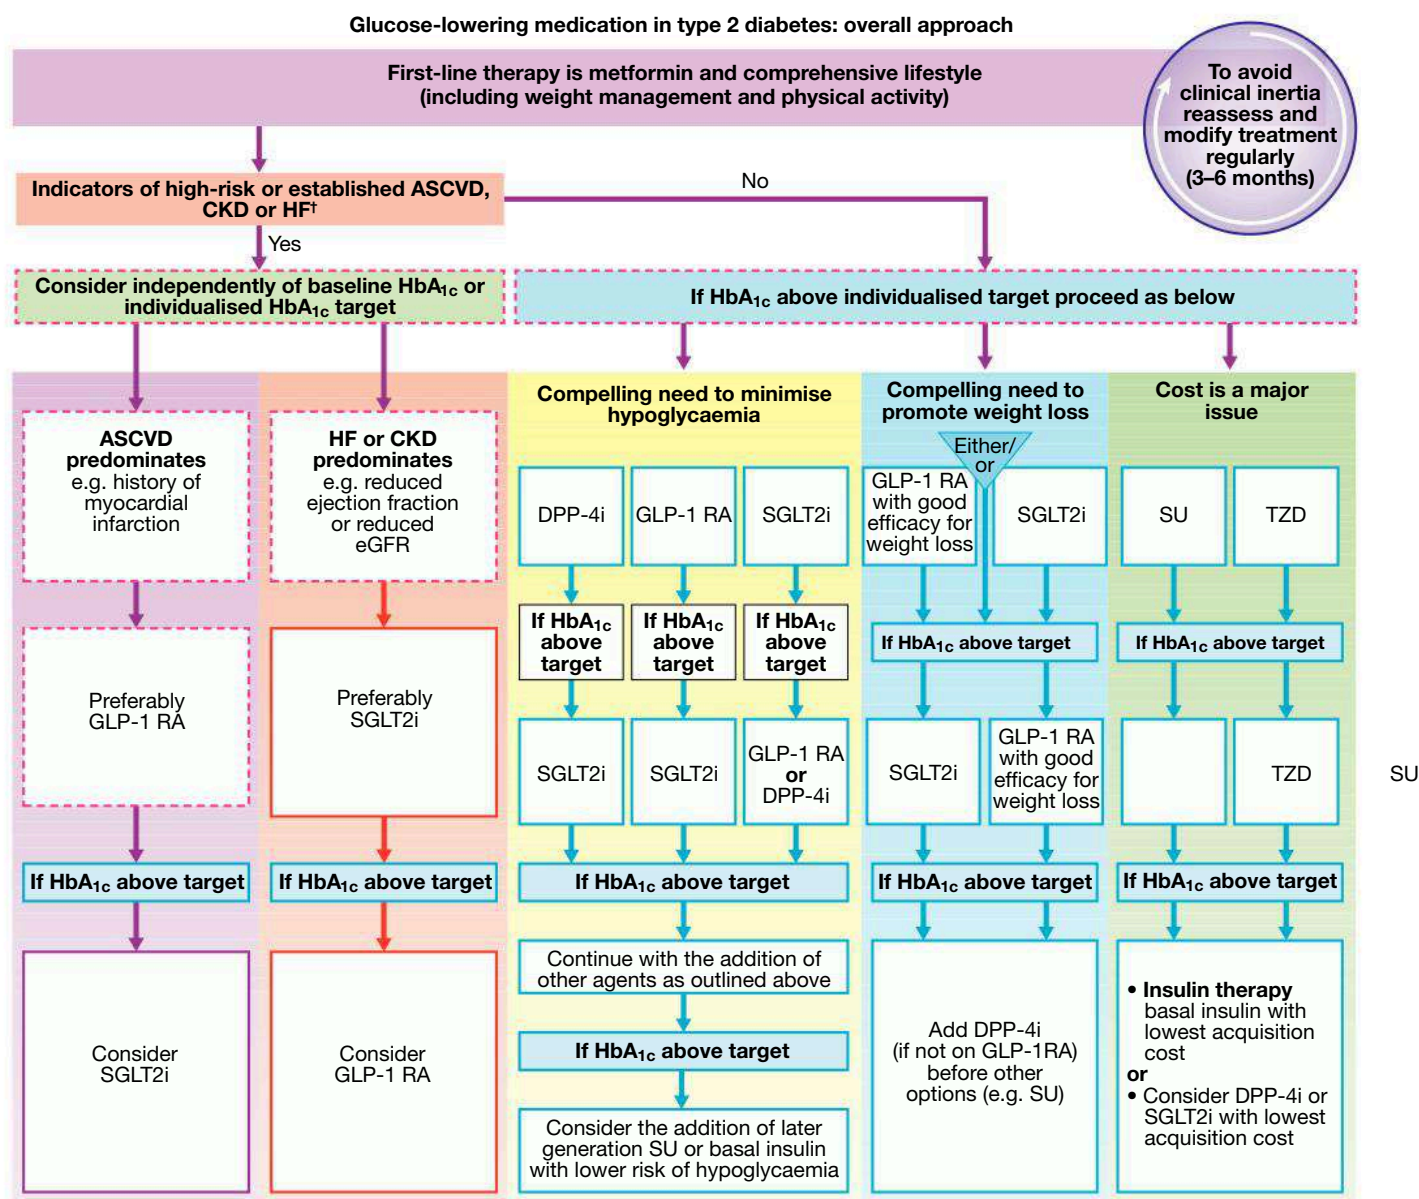 Glucose-lowering medication in type 2 diabetes: overall approach
First-line therapy is metformin and comprehensive lifestyle
(including weight management and physical activity)
To avoid
clinical inertia
reassess and
modify treatment
regularly
(3–6 months)
Indicators of high-risk or established ASCVD,
CKD or HF†
No
Yes
Consider independently of baseline HbA1c or
individualised HbA1c target
If HbA1c above individualised target proceed as below
ASCVD
predominates
e.g. history of
myocardial
infarction
Preferably
GLP-1 RA
If HbA1c above target
Consider
SGLT2i
HF or CKD
predominates
e.g. reduced
ejection fraction
or reduced
eGFR
Preferably
SGLT2i
If HbA1c above target
Consider
GLP-1 RA
Compelling need to minimise
hypoglycaemia
DPP-4i
GLP-1 RA
SGLT2i
If HbA1c
above
target
If HbA1c
above
target
If HbA1c
above
target
SGLT2i
SGLT2i
GLP-1 RA
or
DPP-4i
If HbA1c above target
Continue with the addition of
other agents as outlined above
If HbA1c above target
Consider the addition of later
generation SU or basal insulin
with lower risk of hypoglycaemia
Compelling need to
promote weight loss
Either/
or
GLP-1 RA
with good
efficacy for
weight loss
SGLT2i
If HbA1c above target
SGLT2i
GLP-1 RA
with good
efficacy for
weight loss
If HbA1c above target
Add DPP-4i
(if not on GLP-1RA)
before other
options (e.g. SU)
Cost is a major
issue
SU
TZD
If HbA1c above target
TZD
SU
If HbA1c above target
• Insulin therapy
basal insulin with
lowest acquisition
cost
or
• Consider DPP-4i or
SGLT2i with lowest
acquisition cost